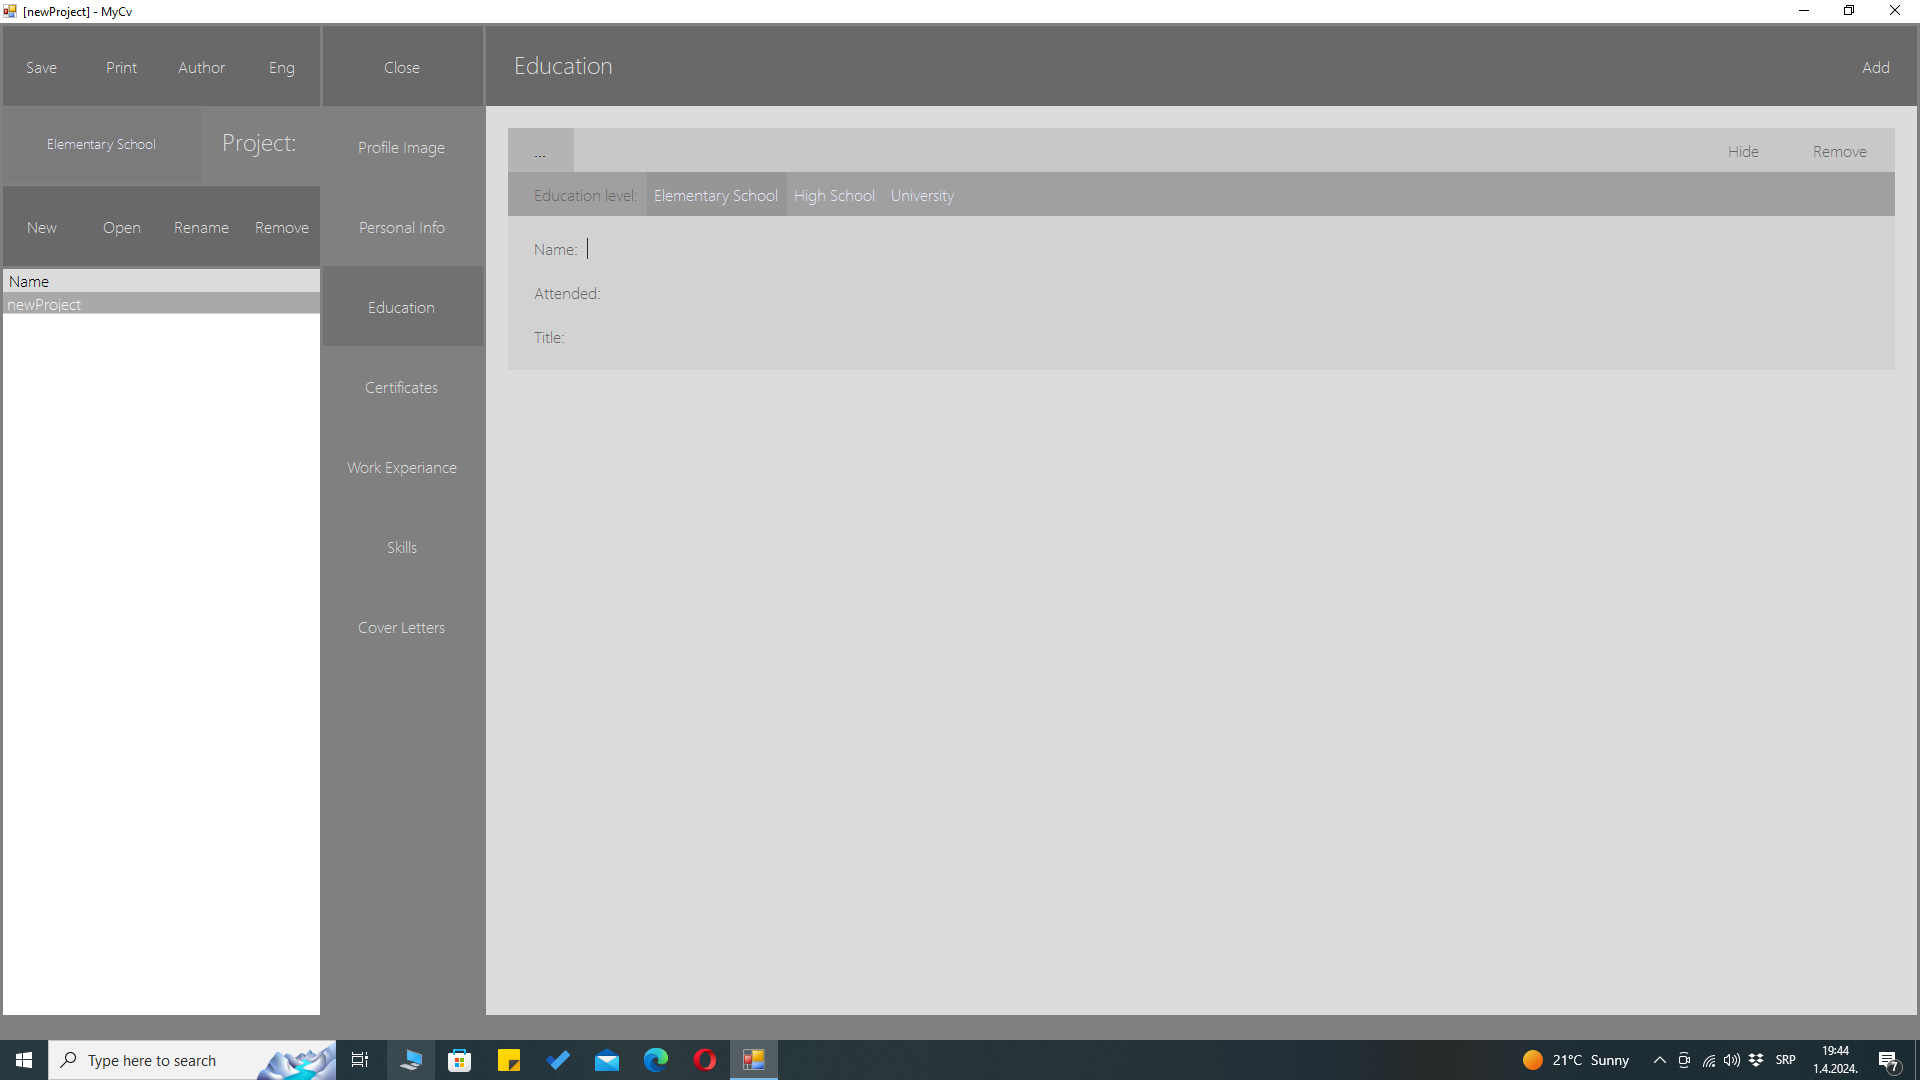 [newProject] - MyCv
Save Print Author Eng Close Education Add
Elementary School Project: Profile Image
... Hide Remove
Education level: Elementary School High School University
New Open Rename Remove Personal Info
Name:
Attended:
Title:
Name
newProject
Education
Certificates
Work Experiance
Skills
Cover Letters
Type here to search
21°C Sunny
SRP
19:44
1.4.2024.
7